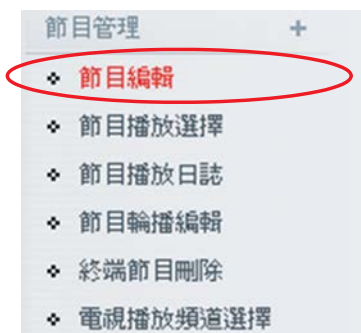 節目管理 +
節目編輯
節目播放選擇
節目播放日誌
節目輪播編輯
終端節目刪除
電視播放頻道選擇